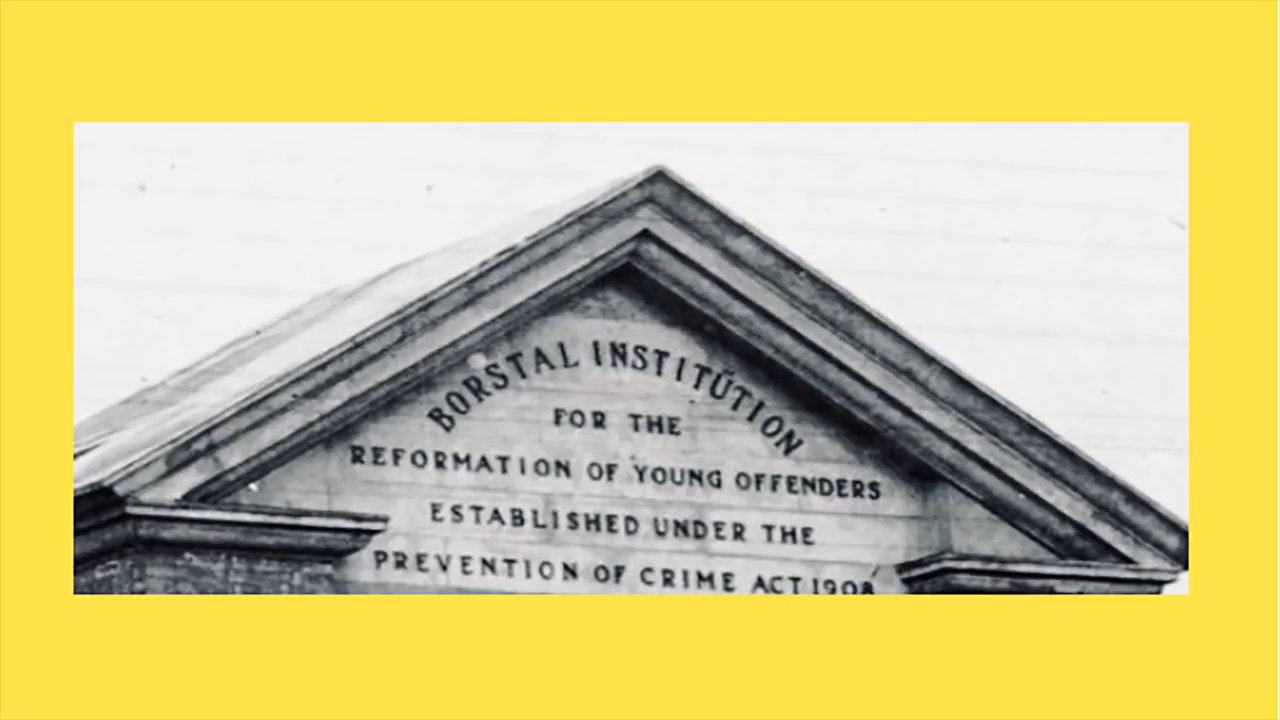 BORSTAL INSTITUTION
FOR THE
REFORMATION OF YOUNG OFFENDERS
ESTABLISHED UNDER THE
PREVENTION OF CRIME ACT 1908